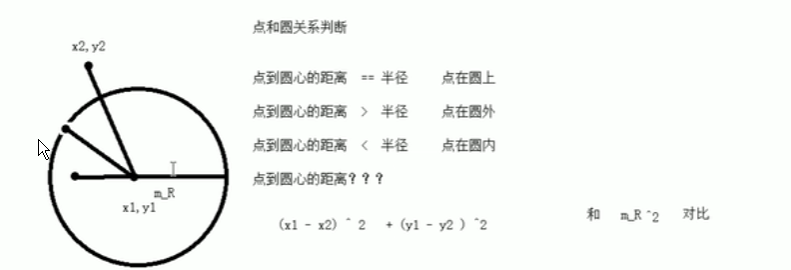 点和圆关系判断
x2,y2
点到圆心的距离 == 半径 点在圆上
点到圆心的距离 > 半径 点在圆外
点到圆心的距离 < 半径 点在圆内
点到圆心的距离???
m_R
x1,y1
(x1 - x2) ^ 2 + (y1 - y2 ) ^2 和 m_R ^2 对比